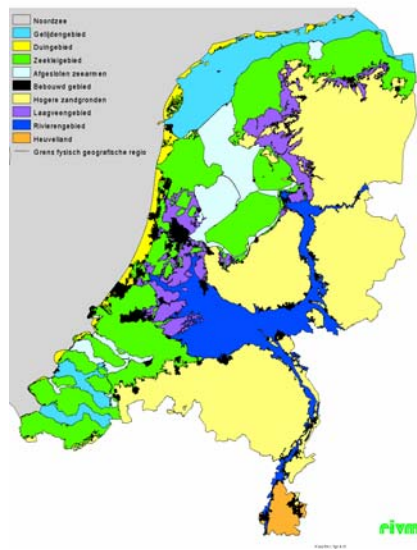 Noordzee
Getijdengebied
Duingebied
Zeekleigebied
Afgesloten zeearmen
Bebouwd gebied
Hogere zandgronden
Laagveengebied
Rivierengebied
Heuvelland
Grens fysisch geografische regio
rivm